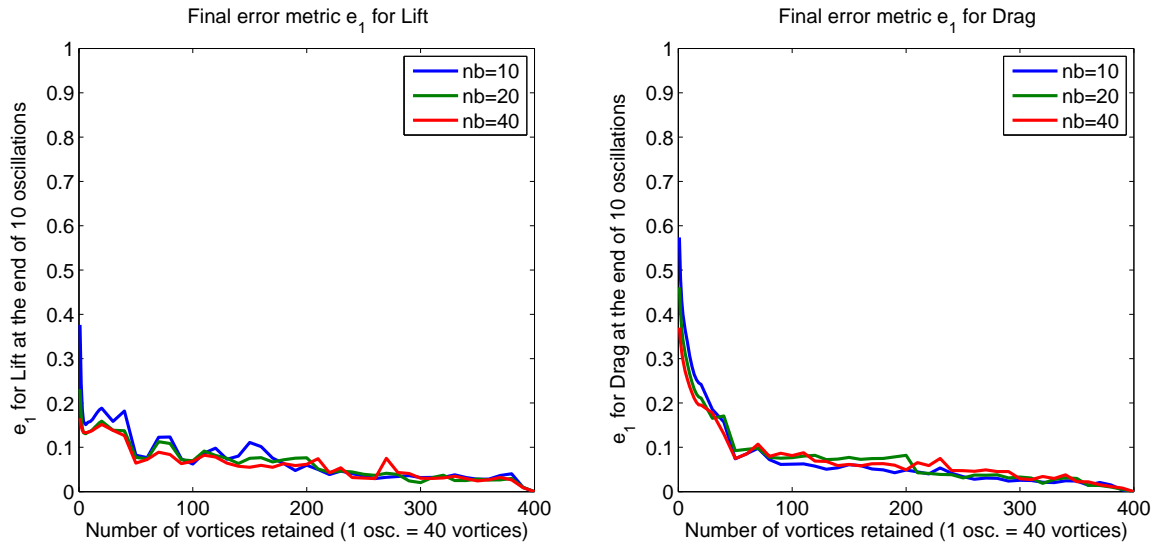 Final error metric e1 for Lift
1
0.9
0.8
0.7
0.6
0.5
0.4
0.3
0.2
0.1
0
e1 for Lift at the end of 10 oscillations
nb=10
nb=20
nb=40
0 100 200 300 400
Number of vortices retained (1 osc. = 40 vortices)
Final error metric e1 for Drag
1
0.9
0.8
0.7
0.6
0.5
0.4
0.3
0.2
0.1
0
e1 for Drag at the end of 10 oscillations
nb=10
nb=20
nb=40
0 100 200 300 400
Number of vortices retained (1 osc. = 40 vortices)